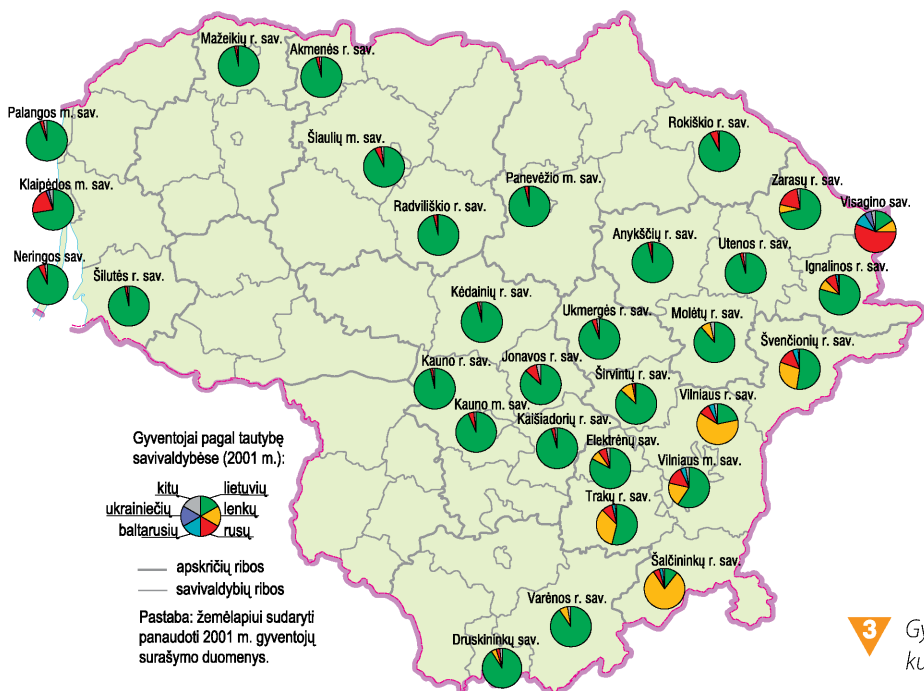 Mažeikių r. sav.
Akmenės r. sav.
Palangos m. sav.
Šiaulių m. sav.
Rokiškio r. sav.
Klaipėdos m. sav.
Radviliškio r. sav.
Panevėžio m. sav.
Zarasų r. sav.
Visagino sav.
Neringos sav.
Šilutės r. sav.
Anykščių r. sav.
Utenos r. sav.
Ignalinos r. sav.
Kėdainių r. sav.
Ukmergės r. sav.
Molėtų r. sav.
Švenčionių r. sav.
Kauno r. sav.
Jonavos r. sav.
Širvintų r. sav.
Vilniaus r. sav.
Kauno m. sav.
Kaišiadorių r. sav.
Elektrėnų sav.
Vilniaus m. sav.
Trakų r. sav.
Šalčininkų r. sav.
Varėnos r. sav.
Druskininkų sav.
Gyventojai pagal tautybę
savivaldybėse (2001 m.):
kitų lietuvių
ukrainiečių lenkų
baltarusių rusų
apskričių ribos
savivaldybių ribos
Pastaba: žemėlapiui sudaryti
panaudoti 2001 m. gyventojų
surašymo duomenys.
3